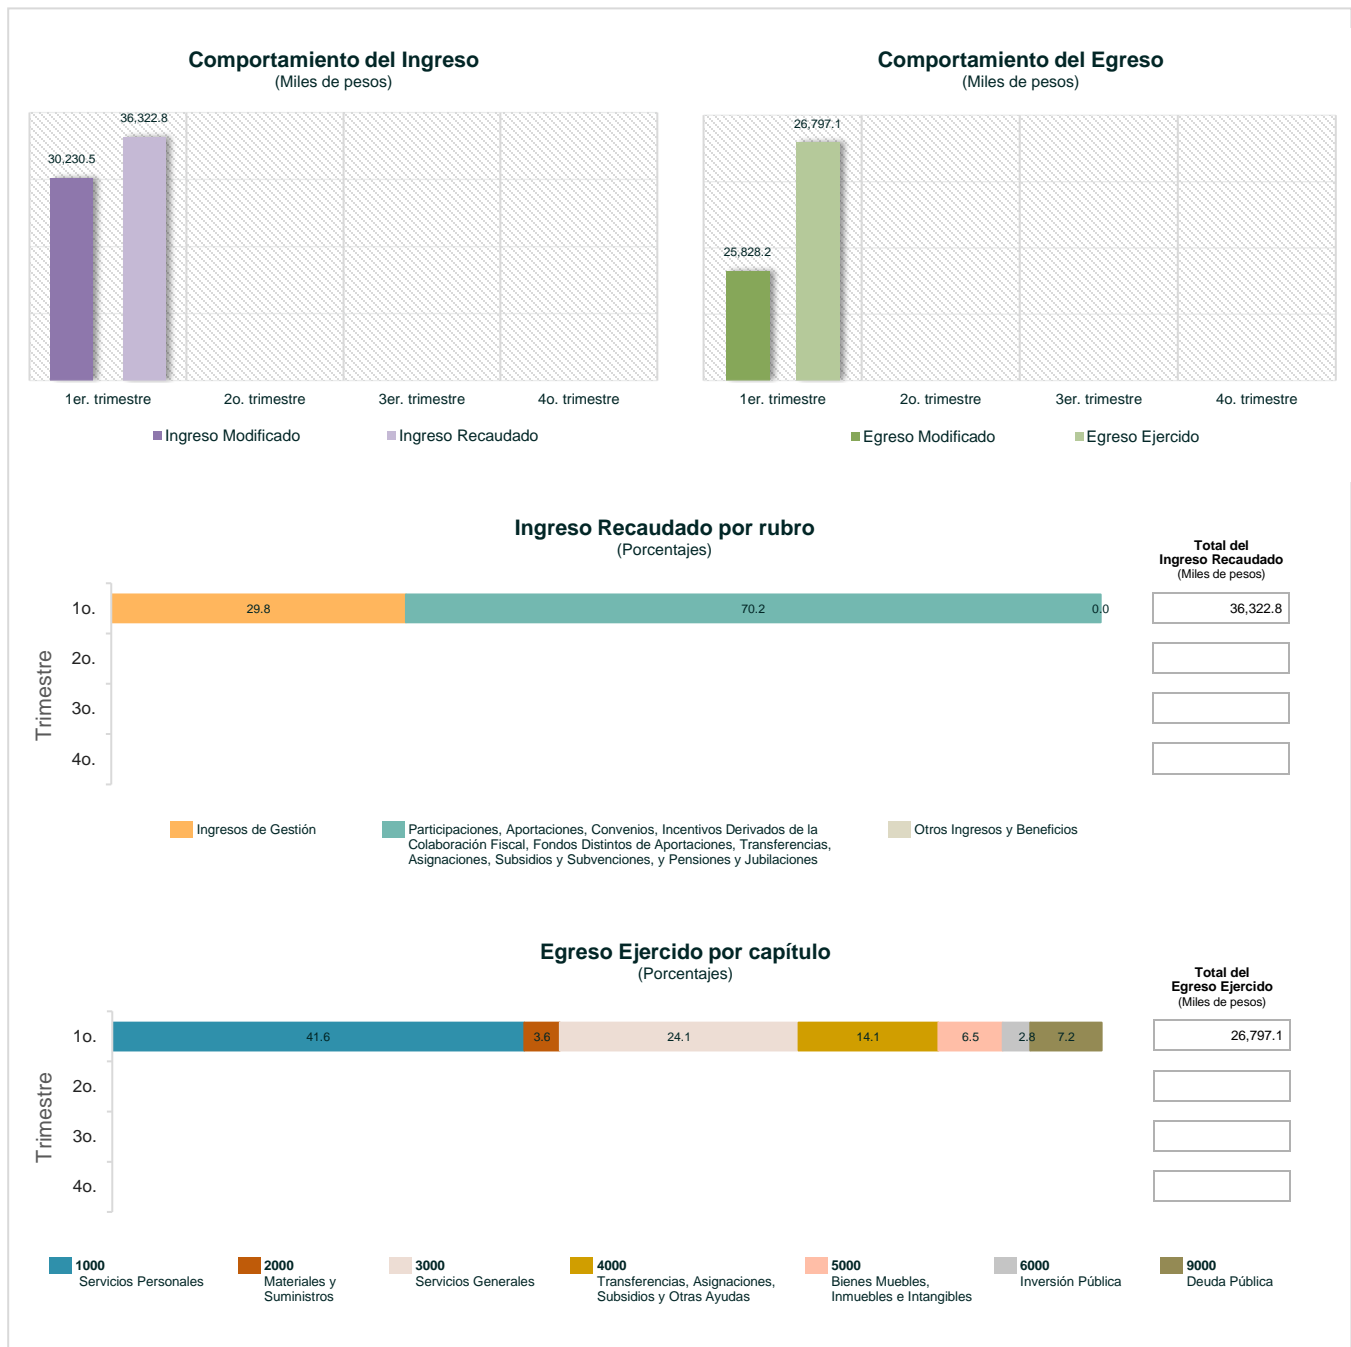 Comportamiento del Ingreso
(Miles de pesos)
36,322.8
30,230.5
1er. trimestre
2o. trimestre
3er. trimestre
4o. trimestre
Ingreso Modificado
Ingreso Recaudado
Comportamiento del Egreso
(Miles de pesos)
26,797.1
25,828.2
1er. trimestre
2o. trimestre
3er. trimestre
4o. trimestre
Egreso Modificado
Egreso Ejercido
Ingreso Recaudado por rubro
(Porcentajes)
Total del
Ingreso Recaudado
(Miles de pesos)
Trimestre
1o.
29.8
70.2
0.0
36,322.8
2o.
3o.
4o.
Ingresos de Gestión
Participaciones, Aportaciones, Convenios, Incentivos Derivados de la
Colaboración Fiscal, Fondos Distintos de Aportaciones, Transferencias,
Asignaciones, Subsidios y Subvenciones, y Pensiones y Jubilaciones
Otros Ingresos y Beneficios
Egreso Ejercido por capítulo
(Porcentajes)
Total del
Egreso Ejercido
(Miles de pesos)
Trimestre
1o.
41.6
3.6
24.1
14.1
6.5
2.8
7.2
26,797.1
2o.
3o.
4o.
1000
Servicios Personales
2000
Materiales y
Suministros
3000
Servicios Generales
4000
Transferencias, Asignaciones,
Subsidios y Otras Ayudas
5000
Bienes Muebles,
Inmuebles e Intangibles
6000
Inversión Pública
9000
Deuda Pública